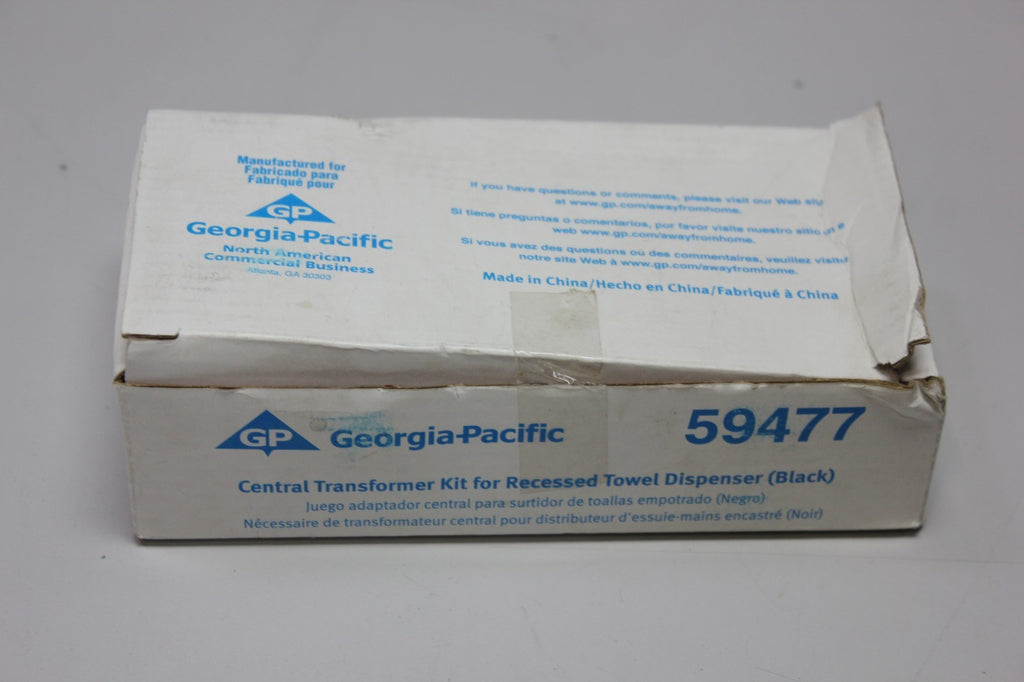 Manufactured for
Fabricado para
Fabriqué pour
GP
Georgia-Pacific
North American
Commercial Business
Atlanta, GA 30303
If you have questions or comments, please visit our Web
at www.gp.com/awayfromhome.
Si tiene preguntas o comentarios, por favor visite nuestro sitio
web www.gp.com/awayfromhome.
Si vous avez des questions ou des commentaires, veuillez
notre site Web à www.gp.com/awayfromhome.
Made in China/Hecho en China/Fabriqué à China
GP Georgia-Pacific
59477
Central Transformer Kit for Recessed Towel Dispenser (Black)
Juego adaptador central para surtidor de toallas empotrado (Negro)
Nécessaire de transformateur central pour distributeur d'essuie-mains encastré (Noir)